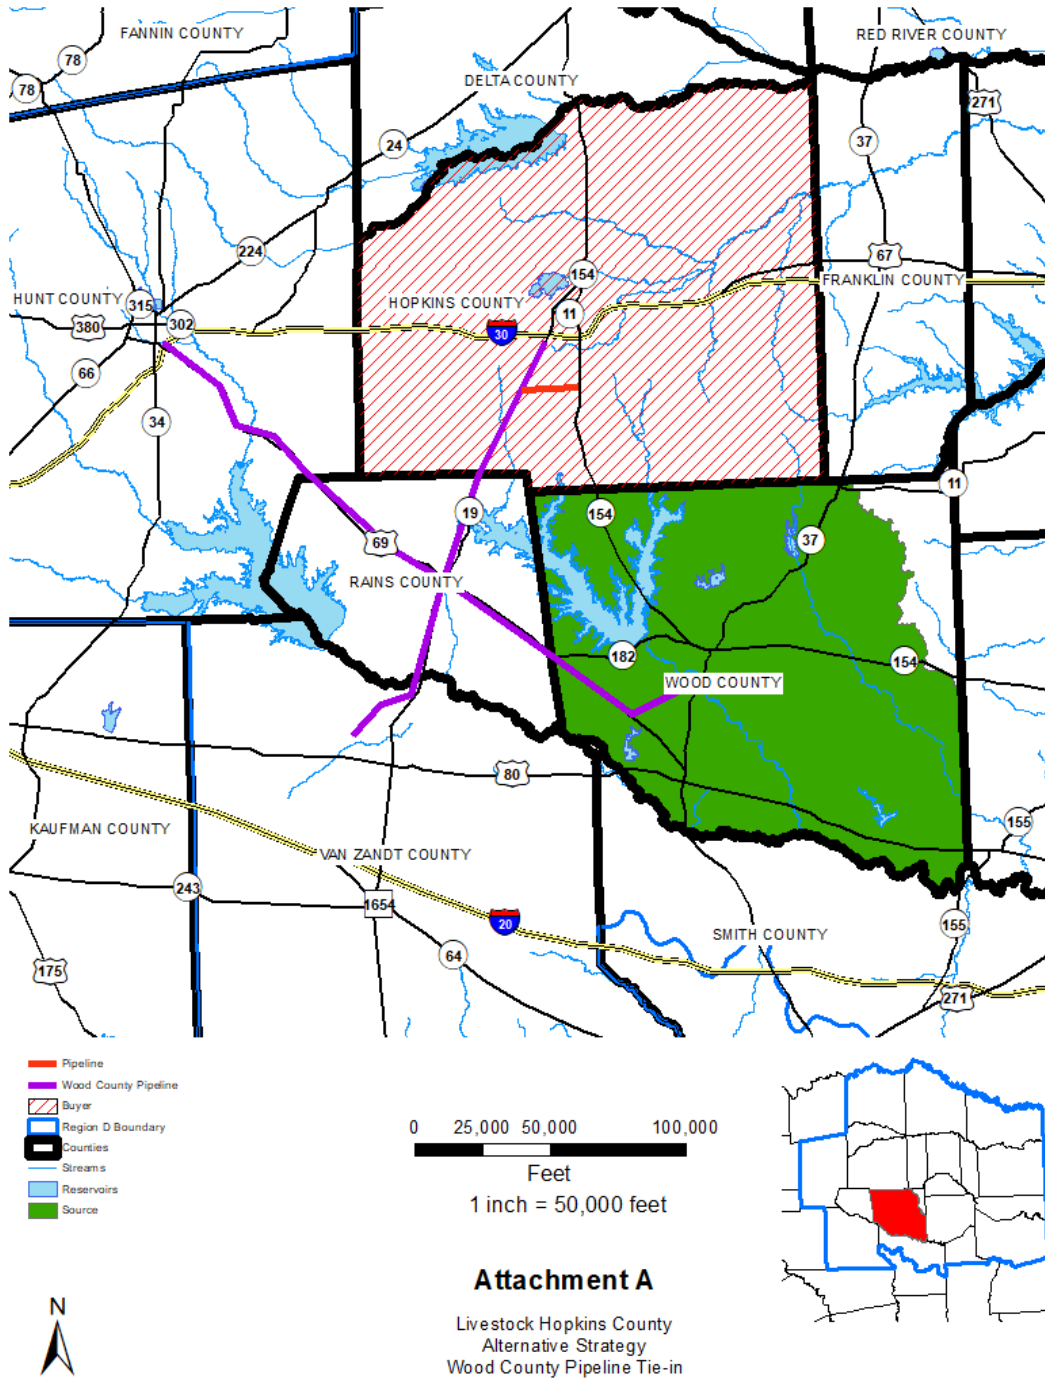 FANNIN COUNTY
RED RIVER COUNTY
78
DELTA COUNTY
78
271
24
37
224
67
154
FRANKLIN COUNTY
HUNT COUNTY
315
HOPKINS COUNTY
11
302
380
30
66
34
11
19
154
37
69
RAINS COUNTY
182
154
WOOD COUNTY
80
155
KAUFMAN COUNTY
VAN ZANDT COUNTY
243
1654
20
155
SMITH COUNTY
64
175
271
Pipeline
Wood County Pipeline
Buyer
Region D Boundary
Counties
Streams
Reservoirs
Source
0 25,000 50,000 100,000
Feet
1 inch = 50,000 feet
Attachment A
Livestock Hopkins County
Alternative Strategy
Wood County Pipeline Tie-in
N